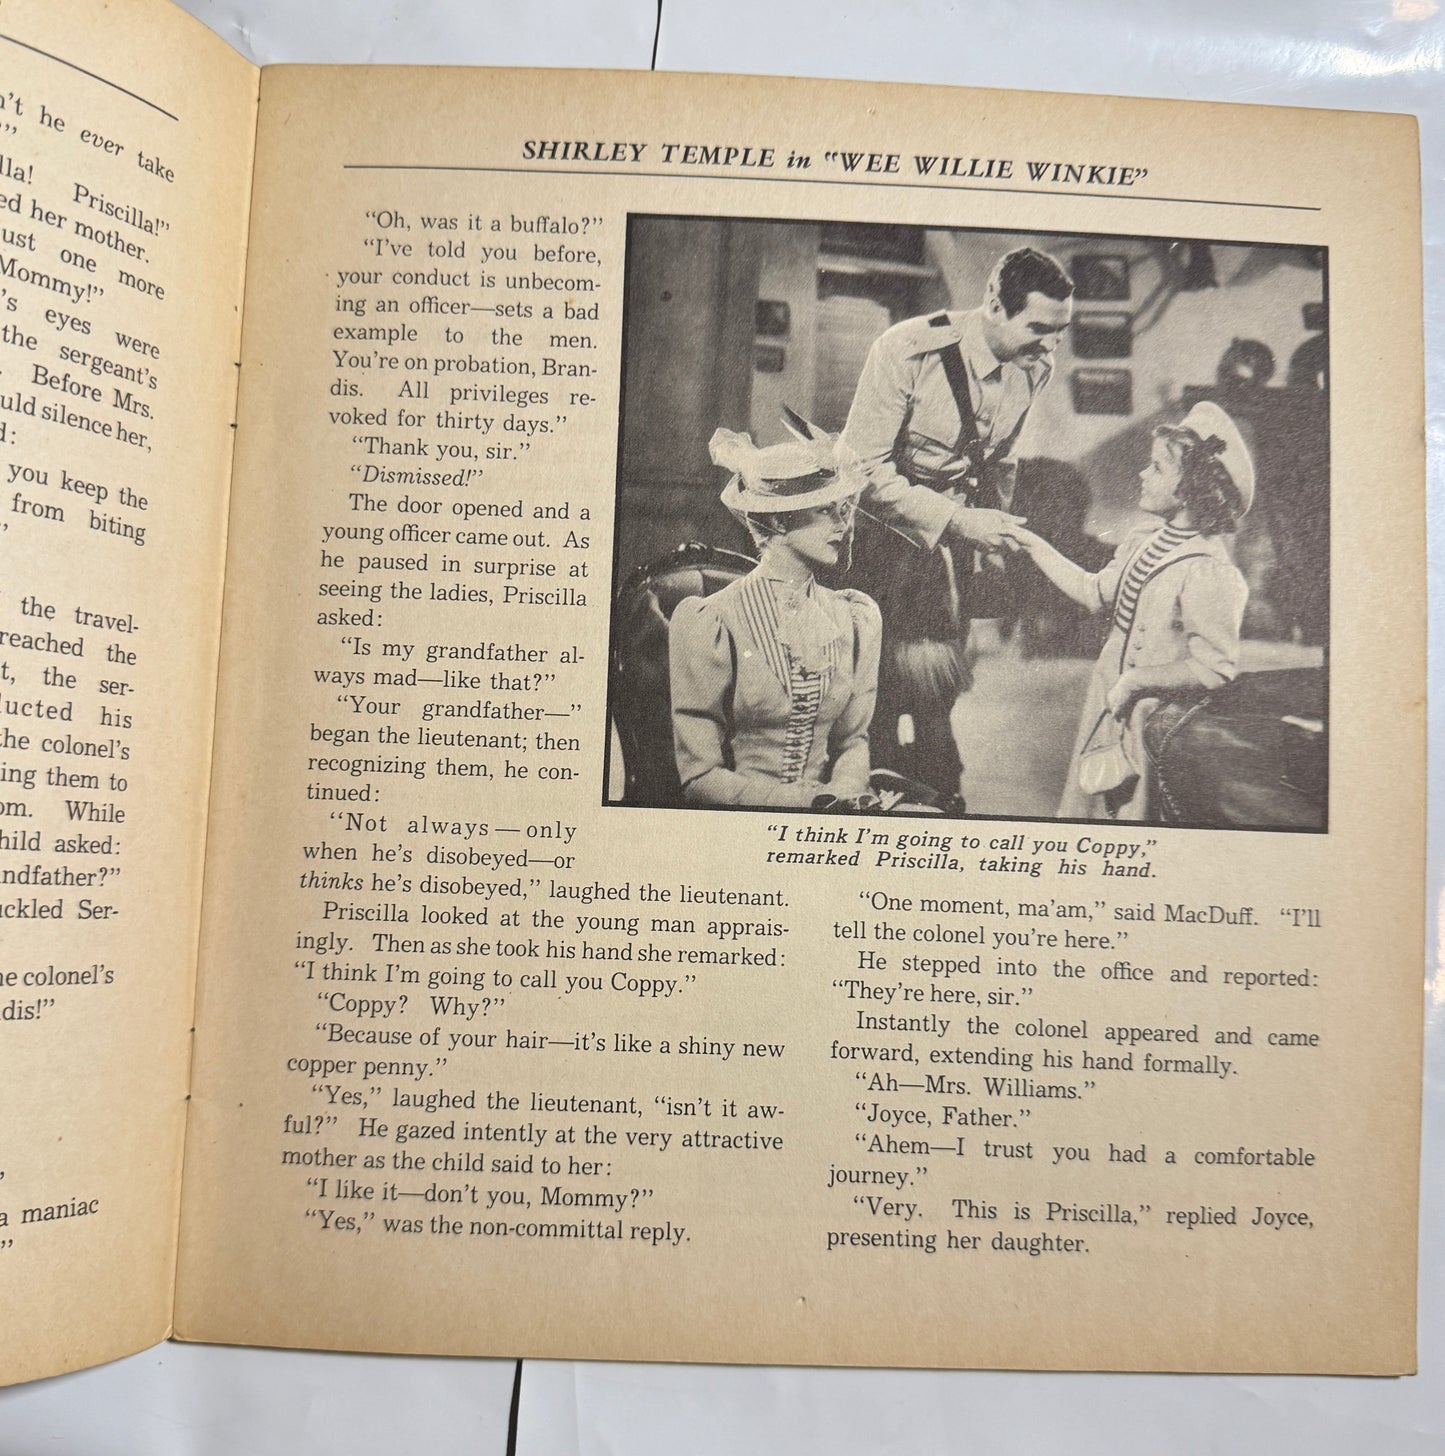 n't he ever take
?"
lla! Priscilla!"
ed her mother.
ust one more
Mommy!"
's eyes were
the sergeant's
. Before Mrs.
uld silence her,
d:
you keep the
from biting
"
the travel-
reached the
t, the ser-
ucted his
the colonel's
ing them to
om. While
hild asked:
ndfather?"
uckled Ser-
he colonel's
dis!"
a maniac
"
SHIRLEY TEMPLE in "WEE WILLIE WINKIE"
"Oh, was it a buffalo?"
"I've told you before,
your conduct is unbecom-
ing an officer—sets a bad
example to the men.
You're on probation, Bran-
dis. All privileges re-
voked for thirty days."
"Thank you, sir."
"Dismissed!"
The door opened and a
young officer came out. As
he paused in surprise at
seeing the ladies, Priscilla
asked:
"Is my grandfather al-
ways mad—like that?"
"Your grandfather—"
began the lieutenant; then
recognizing them, he con-
tinued:
"Not always—only
when he's disobeyed—or
thinks he's disobeyed," laughed the lieutenant.
Priscilla looked at the young man apprais-
ingly. Then as she took his hand she remarked:
"I think I'm going to call you Coppy."
"Coppy? Why?"
"Because of your hair—it's like a shiny new
copper penny."
"Yes," laughed the lieutenant, "isn't it aw-
ful?" He gazed intently at the very attractive
mother as the child said to her:
"I like it—don't you, Mommy?"
"Yes," was the non-committal reply.
"I think I'm going to call you Coppy,"
remarked Priscilla, taking his hand.
"One moment, ma'am," said MacDuff. "I'll
tell the colonel you're here."
He stepped into the office and reported:
"They're here, sir."
Instantly the colonel appeared and came
forward, extending his hand formally.
"Ah—Mrs. Williams."
"Joyce, Father."
"Ahem—I trust you had a comfortable
journey."
"Very. This is Priscilla," replied Joyce,
presenting her daughter.